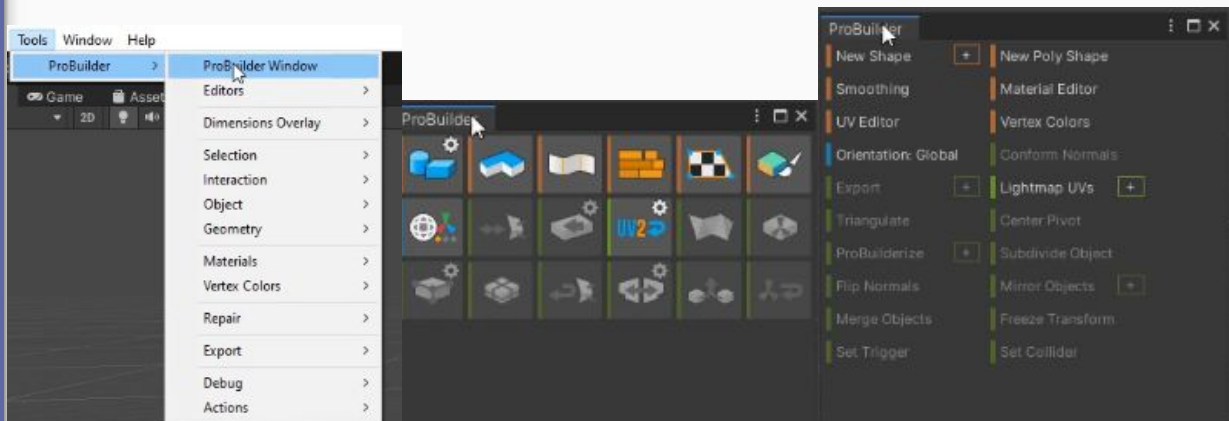 Tools Window Help
ProBuilder >
ProBuilder Window
Editors >
Dimensions Overlay >
Selection >
Interaction >
Object >
Geometry >
Materials >
Vertex Colors >
Repair >
Export >
Debug >
Actions >
Game Asset
2D
ProBuilder
UV2
ProBuilder
New Shape + New Poly Shape
Smoothing Material Editor
UV Editor Vertex Colors
Orientation: Global Conform Normals
Export + Lightmap UVs +
Triangulate Center Pivot
ProBuilderize + Subdivide Object
Flip Normals Mirror Objects +
Merge Objects Freeze Transform
Set Trigger Set Collider